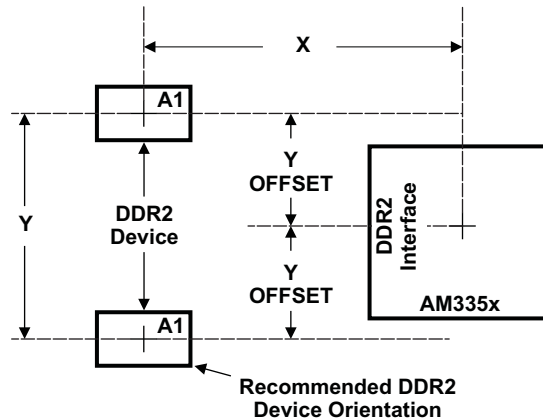 X
A1
Y
OFFSET
DDR2
Interface
Y
DDR2
Device
Y
OFFSET
AM335x
A1
Recommended DDR2
Device Orientation